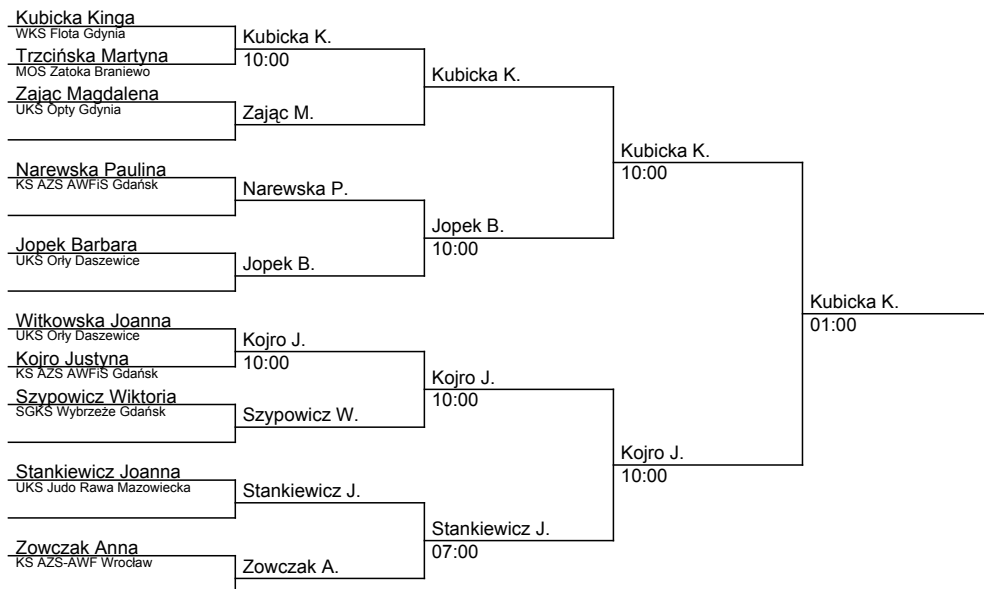 Kubicka Kinga
WKS Flota Gdynia
Trzcińska Martyna
MOS Zatoka Braniewo
Zając Magdalena
UKS Opty Gdynia
Narewska Paulina
KS AZS AWFiS Gdańsk
Jopek Barbara
UKS Orły Daszewice
Witkowska Joanna
UKS Orły Daszewice
Kojro Justyna
KS AZS AWFiS Gdańsk
Szypowicz Wiktoria
SGKS Wybrzeże Gdańsk
Stankiewicz Joanna
UKS Judo Rawa Mazowiecka
Zowczak Anna
KS AZS-AWF Wrocław
Kubicka K.
10:00
Zając M.
Narewska P.
Jopek B.
Kojro J.
10:00
Szypowicz W.
Stankiewicz J.
Zowczak A.
Kubicka K.
Jopek B.
10:00
Kojro J.
10:00
Stankiewicz J.
07:00
Kubicka K.
10:00
Kojro J.
10:00
Kubicka K.
01:00